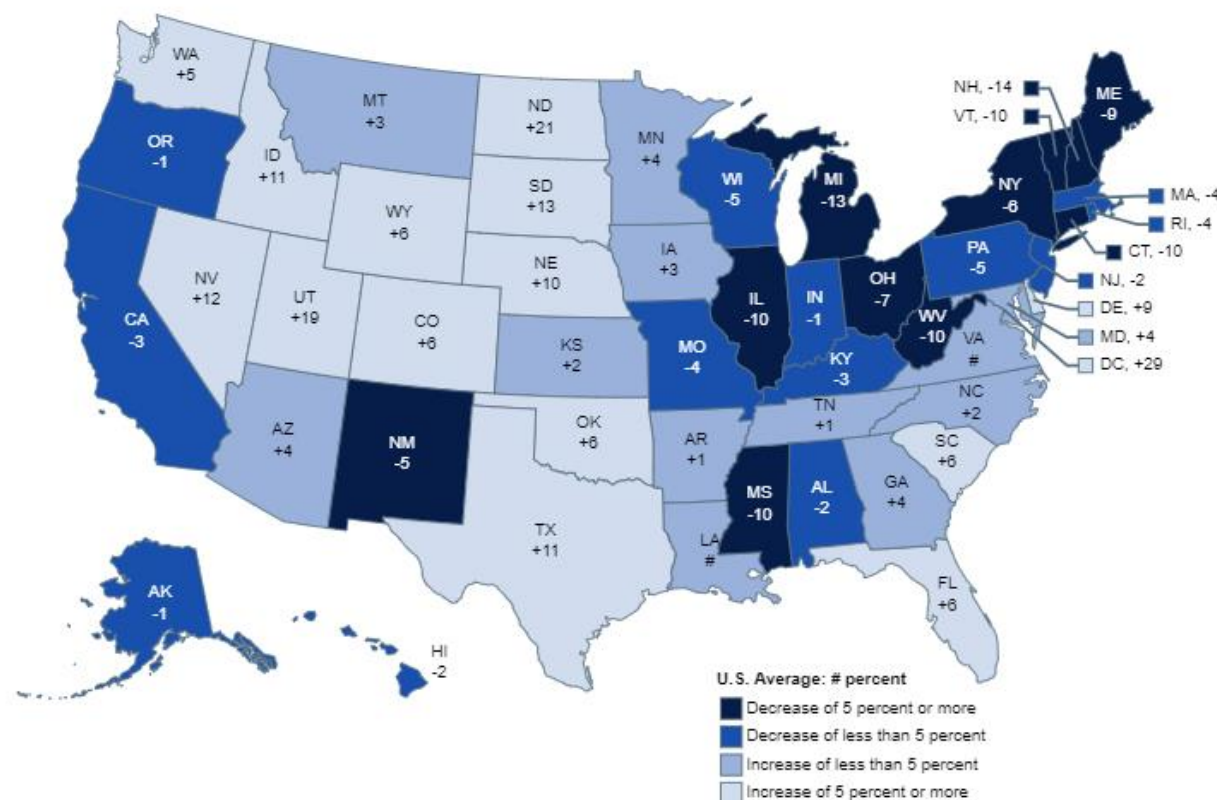 WA
+5
OR
-1
CA
-3
ID
+11
NV
+12
MT
+3
WY
+6
UT
+19
CO
+6
AZ
+4
NM
-5
ND
+21
SD
+13
NE
+10
KS
+2
OK
+6
TX
+11
MN
+4
IA
+3
MO
-4
AR
+1
LA
#
WI
-5
IL
-10
MI
-13
IN
-1
OH
-7
KY
-3
TN
+1
MS
-10
AL
-2
GA
+4
FL
+6
SC
+6
NC
+2
VA
#
WV
-10
PA
-5
NY
-6
ME
-9
NH, -14
VT, -10
MA, -4
RI, -4
CT, -10
NJ, -2
DE, +9
MD, +4
DC, +29
AK
-1
HI
-2
U.S. Average: # percent
Decrease of 5 percent or more
Decrease of less than 5 percent
Increase of less than 5 percent
Increase of 5 percent or more